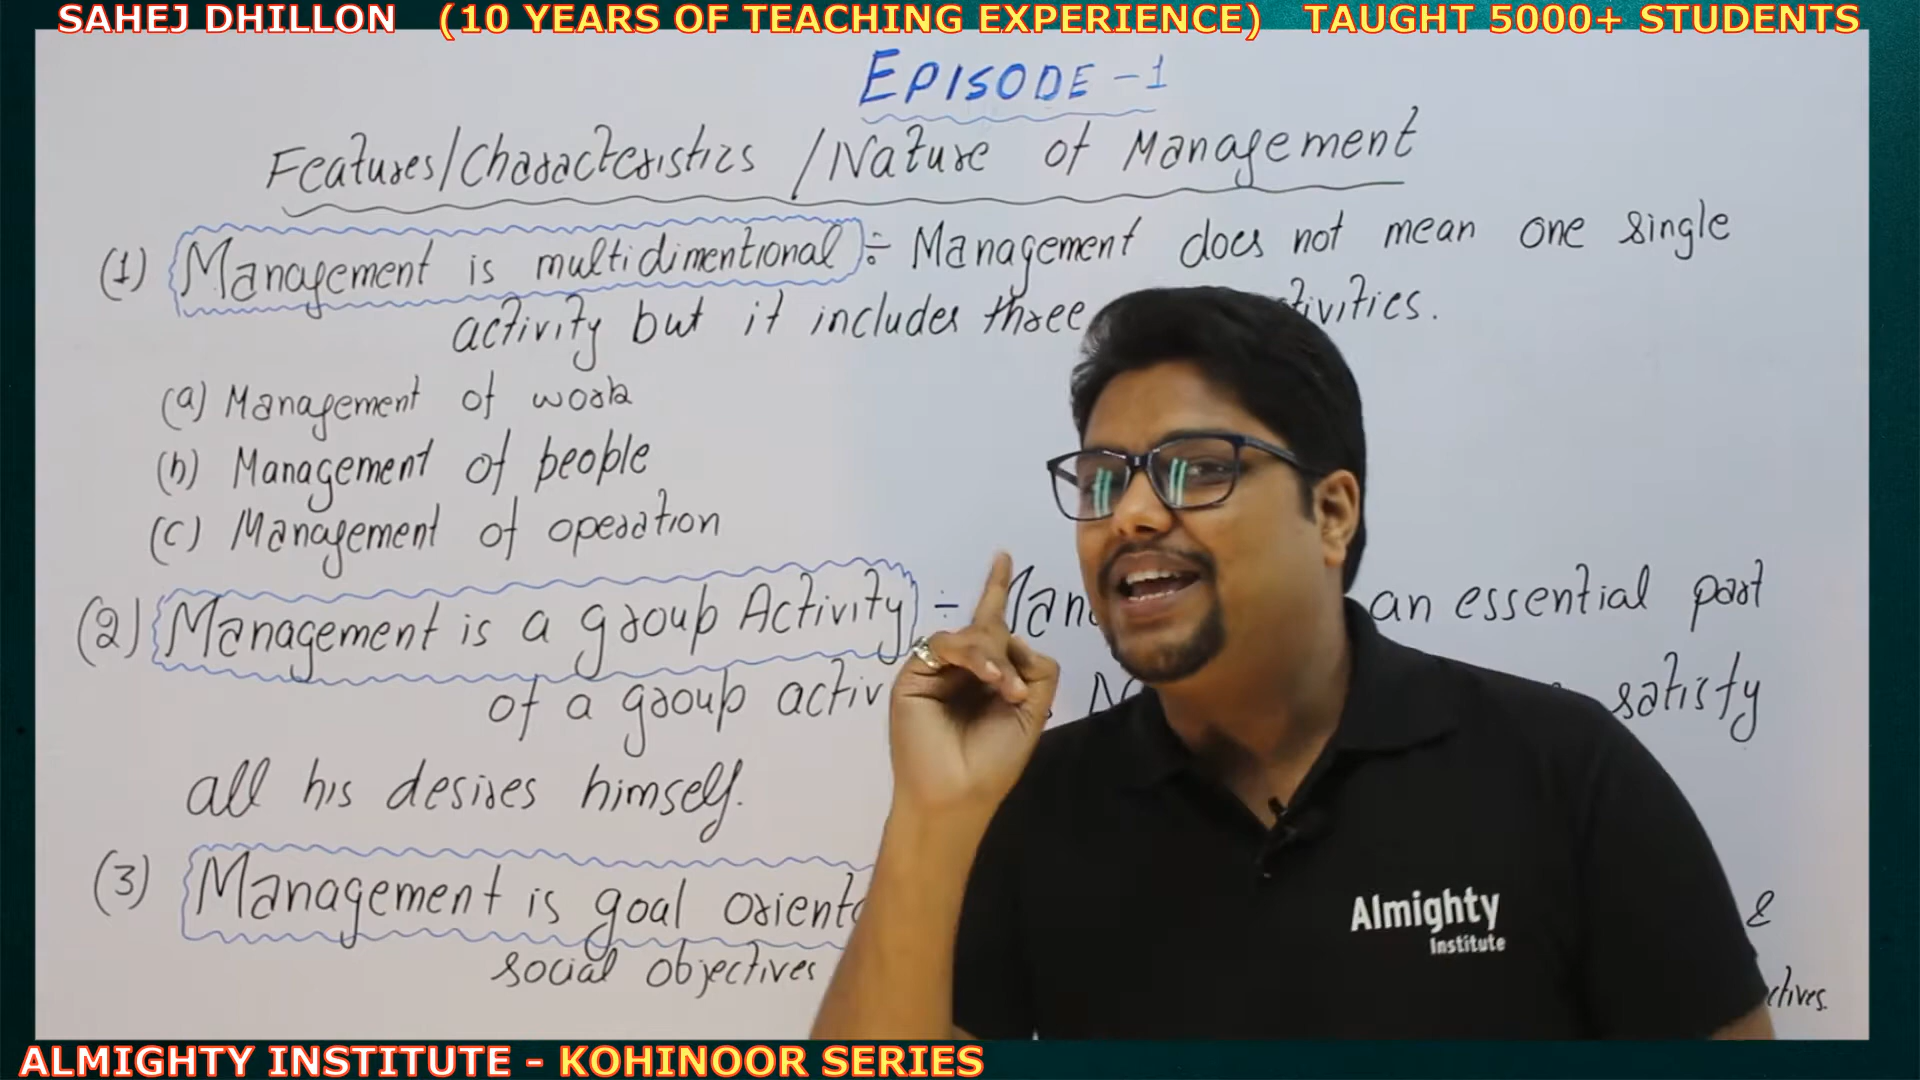 SAHEJ DHILLON (10 YEARS OF TEACHING EXPERIENCE) TAUGHT 5000+ STUDENTS
EPISODE -1
Features/Characteristics /Nature of Management
(1) Management is multidimentional ÷ Management does not mean one single
activity but it includes three
(a) Management of work
(b) Management of people
(c) Management of operation
(2) Management is a group Activity ÷ an essential part
of a group satisfy
all his desires himself.
(3) Management is goal &
social objectives
Almighty
Institute
ALMIGHTY INSTITUTE - KOHINOOR SERIES